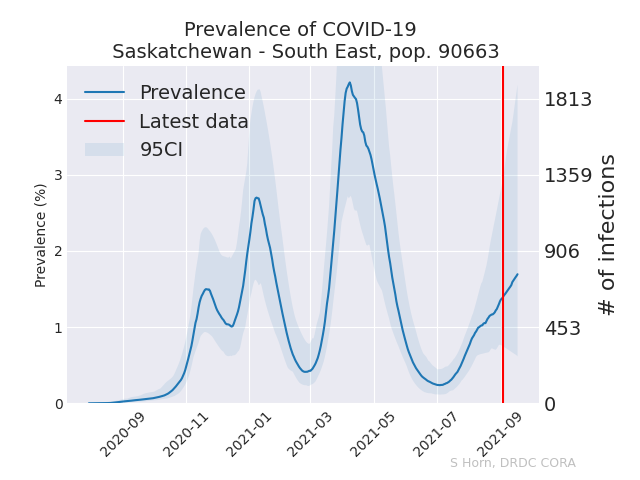 Prevalence of COVID-19
Saskatchewan - South East, pop. 90663
Prevalence
Latest data
95CI
Prevalence (%)
4
3
2
1
0
1813
1359
906
453
0
# of infections
2020-09
2020-11
2021-01
2021-03
2021-05
2021-07
2021-09
S Horn, DRDC CORA